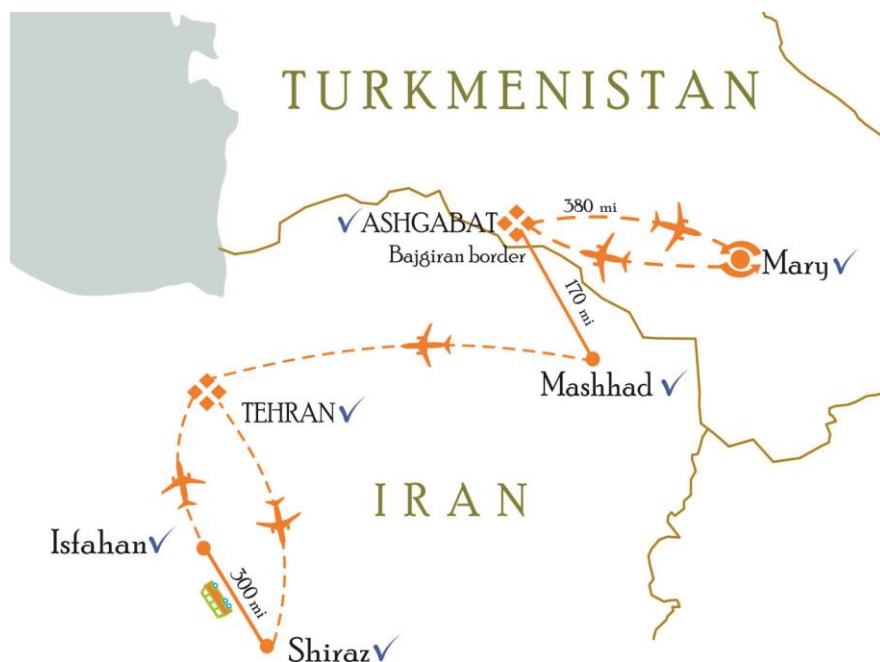 TURKMENISTAN
380 mi
ASHGABAT
Bajgiran border
Mary
170 mi
Mashhad
TEHRAN
IRAN
Isfahan
300 mi
Shiraz